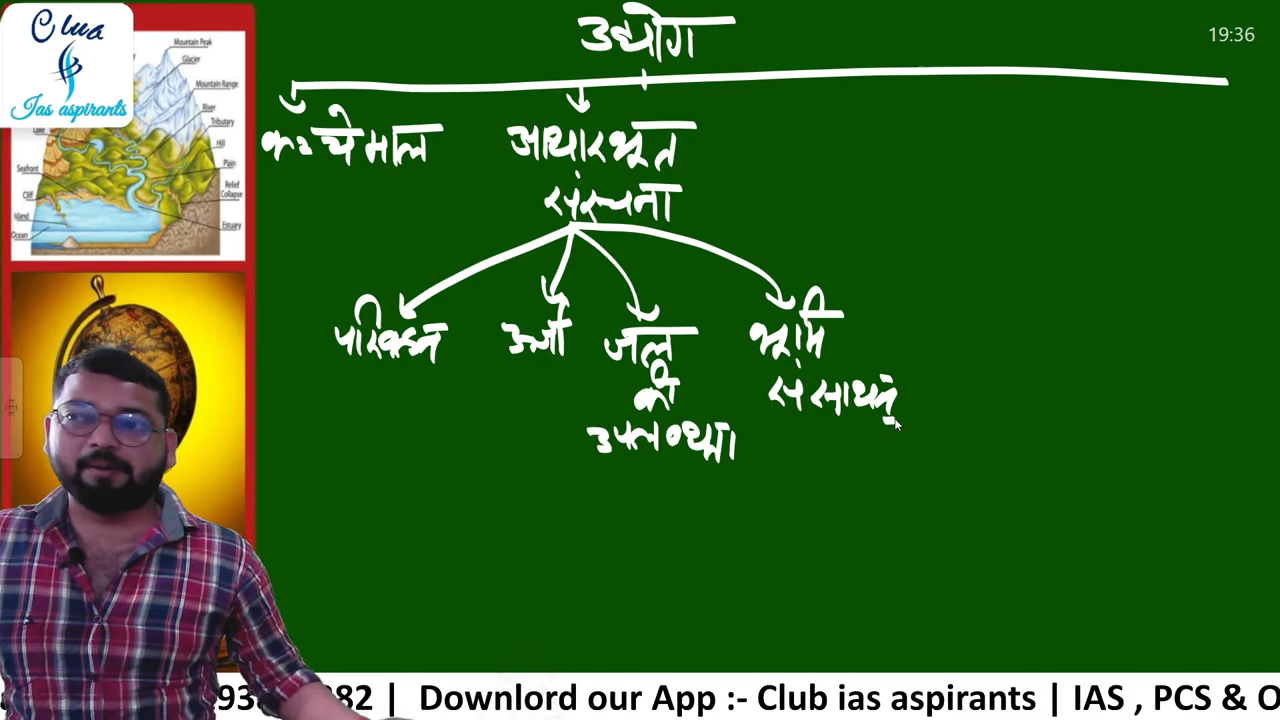 Clua
Ias aspirants
उद्योग
19:36
कच्चे माल
आधारभूत
संरचना
परिवहन
उर्जा
जल
की
उपलब्धता
भूमि
संसाधन
Mountain Peak
Glacier
Mountain Range
River
Lake
Tributary
Hill
Seafront
Plain
Cliff
Relief
Collapse
Island
Estuary
Ocean
82 | Downlord our App :- Club ias aspirants | IAS , PCS & O